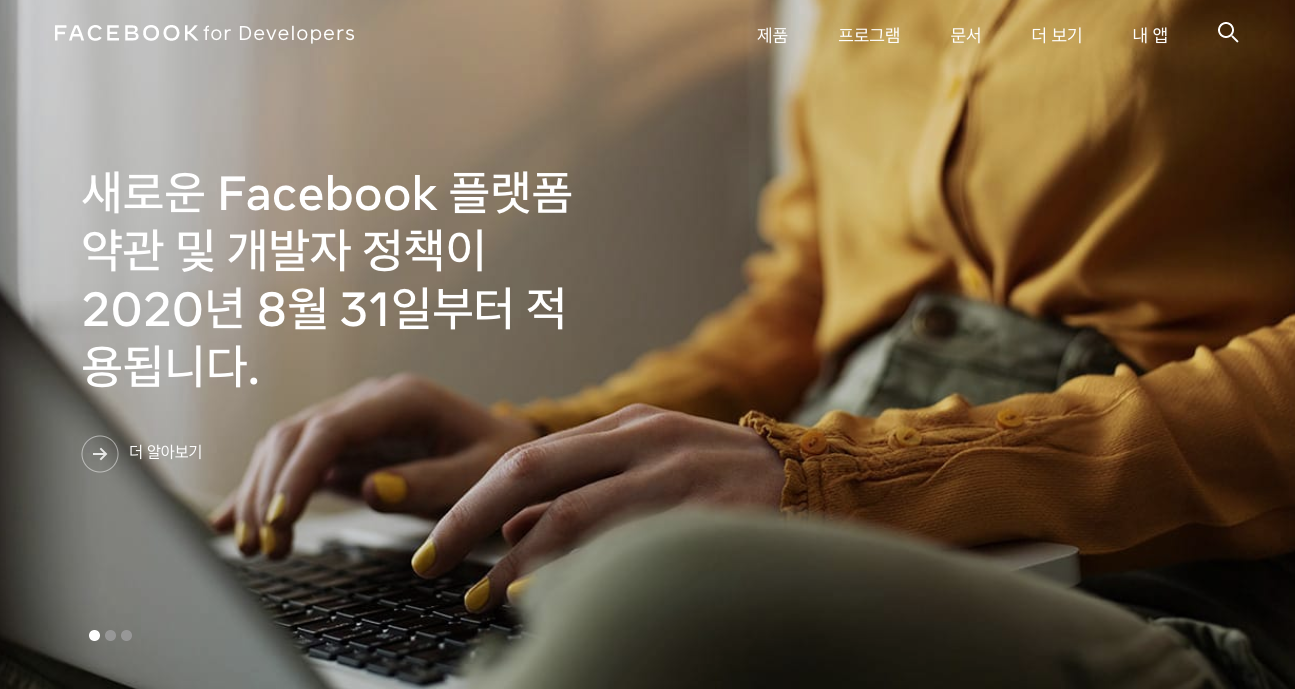 FACEBOOK for Developers
제품
프로그램
문서
더 보기
내 앱
새로운 Facebook 플랫폼
약관 및 개발자 정책이
2020년 8월 31일부터 적
용됩니다.
더 알아보기